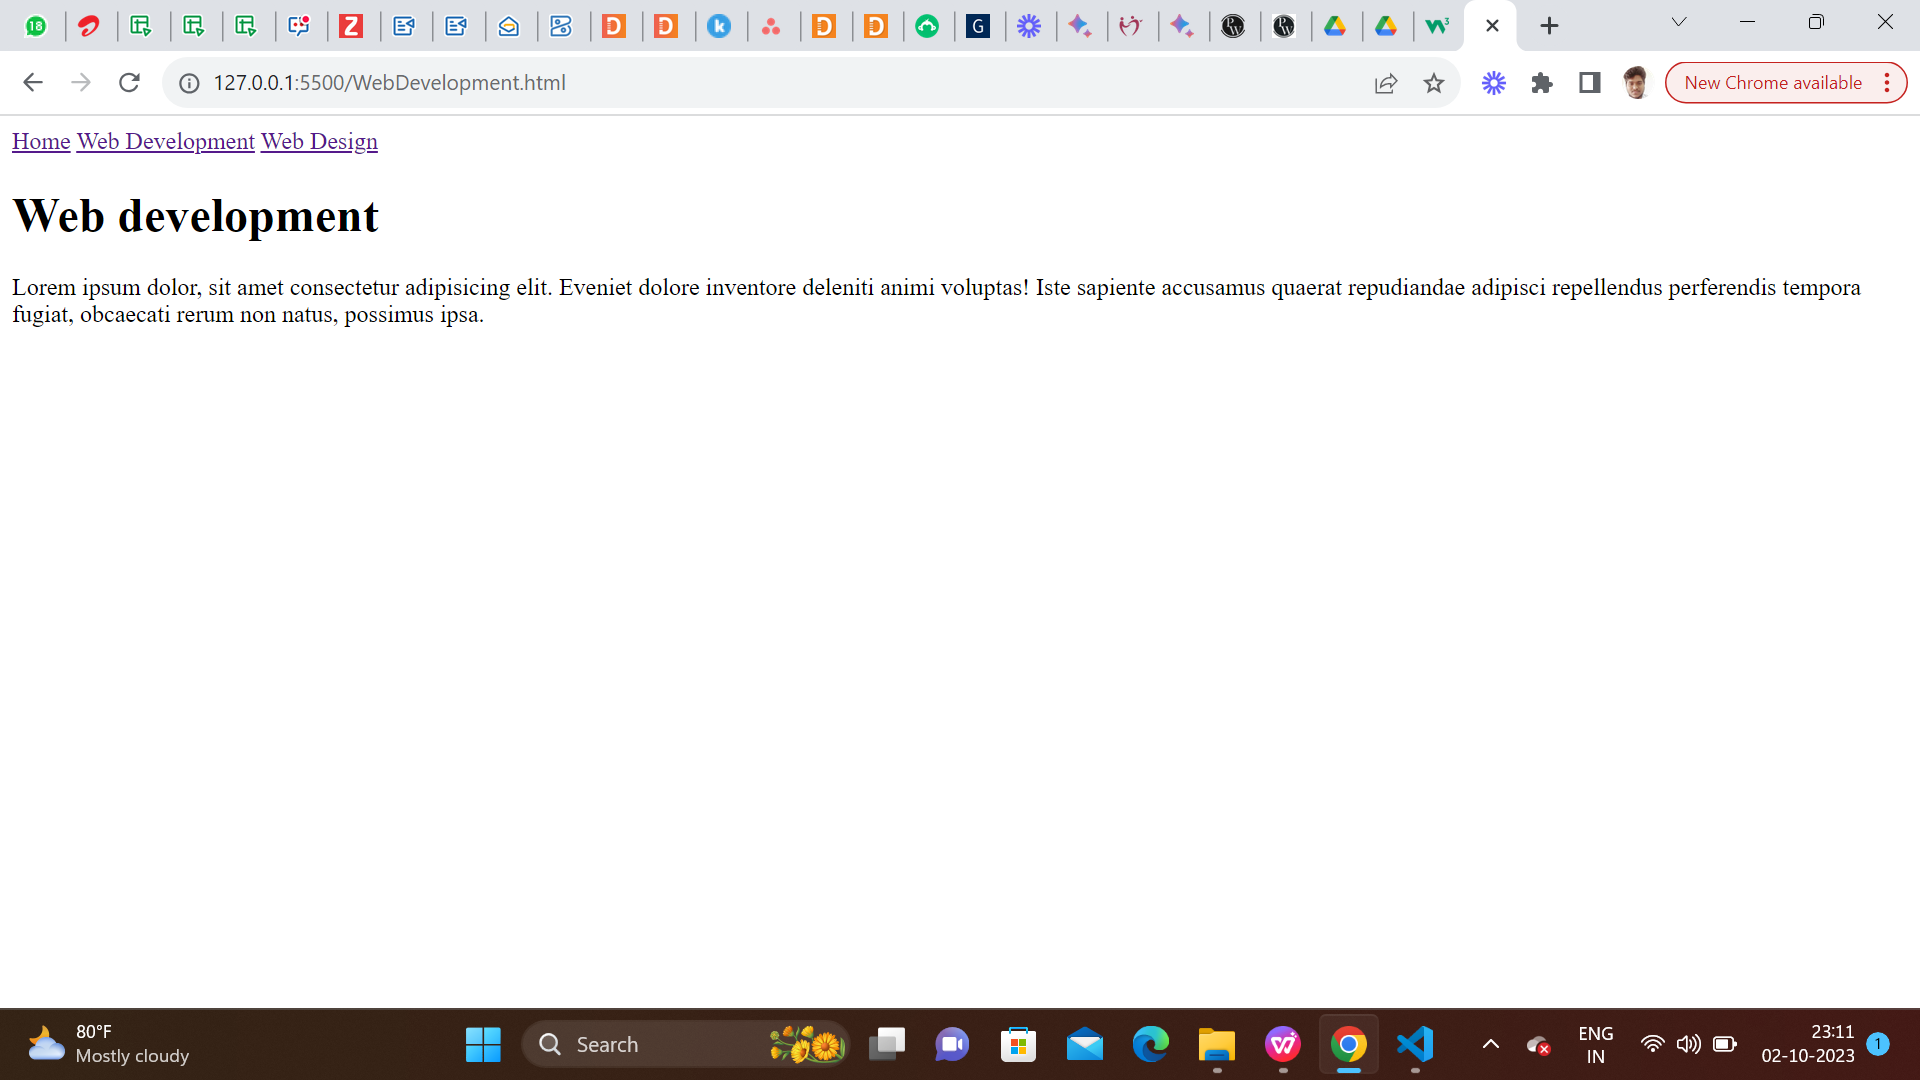 18
Z
D
D
k
D
D
G
PW
PW
W3
127.0.0.1:5500/WebDevelopment.html
New Chrome available
Home Web Development Web Design
Web development
Lorem ipsum dolor, sit amet consectetur adipisicing elit. Eveniet dolore inventore deleniti animi voluptas! Iste sapiente accusamus quaerat repudiandae adipisci repellendus perferendis tempora
fugiat, obcaecati rerum non natus, possimus ipsa.
80°F
Mostly cloudy
Search
ENG
IN
23:11
02-10-2023
1